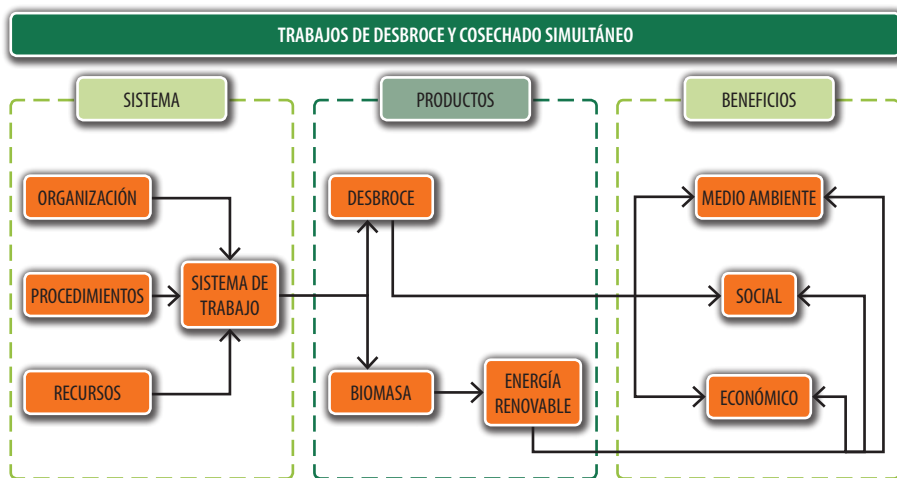 TRABAJOS DE DESBROCE Y COSECHADO SIMULTÁNEO
SISTEMA
PRODUCTOS
BENEFICIOS
ORGANIZACIÓN
PROCEDIMIENTOS
RECURSOS
SISTEMA DE
TRABAJO
DESBROCE
BIOMASA
ENERGÍA
RENOVABLE
MEDIO AMBIENTE
SOCIAL
ECONÓMICO